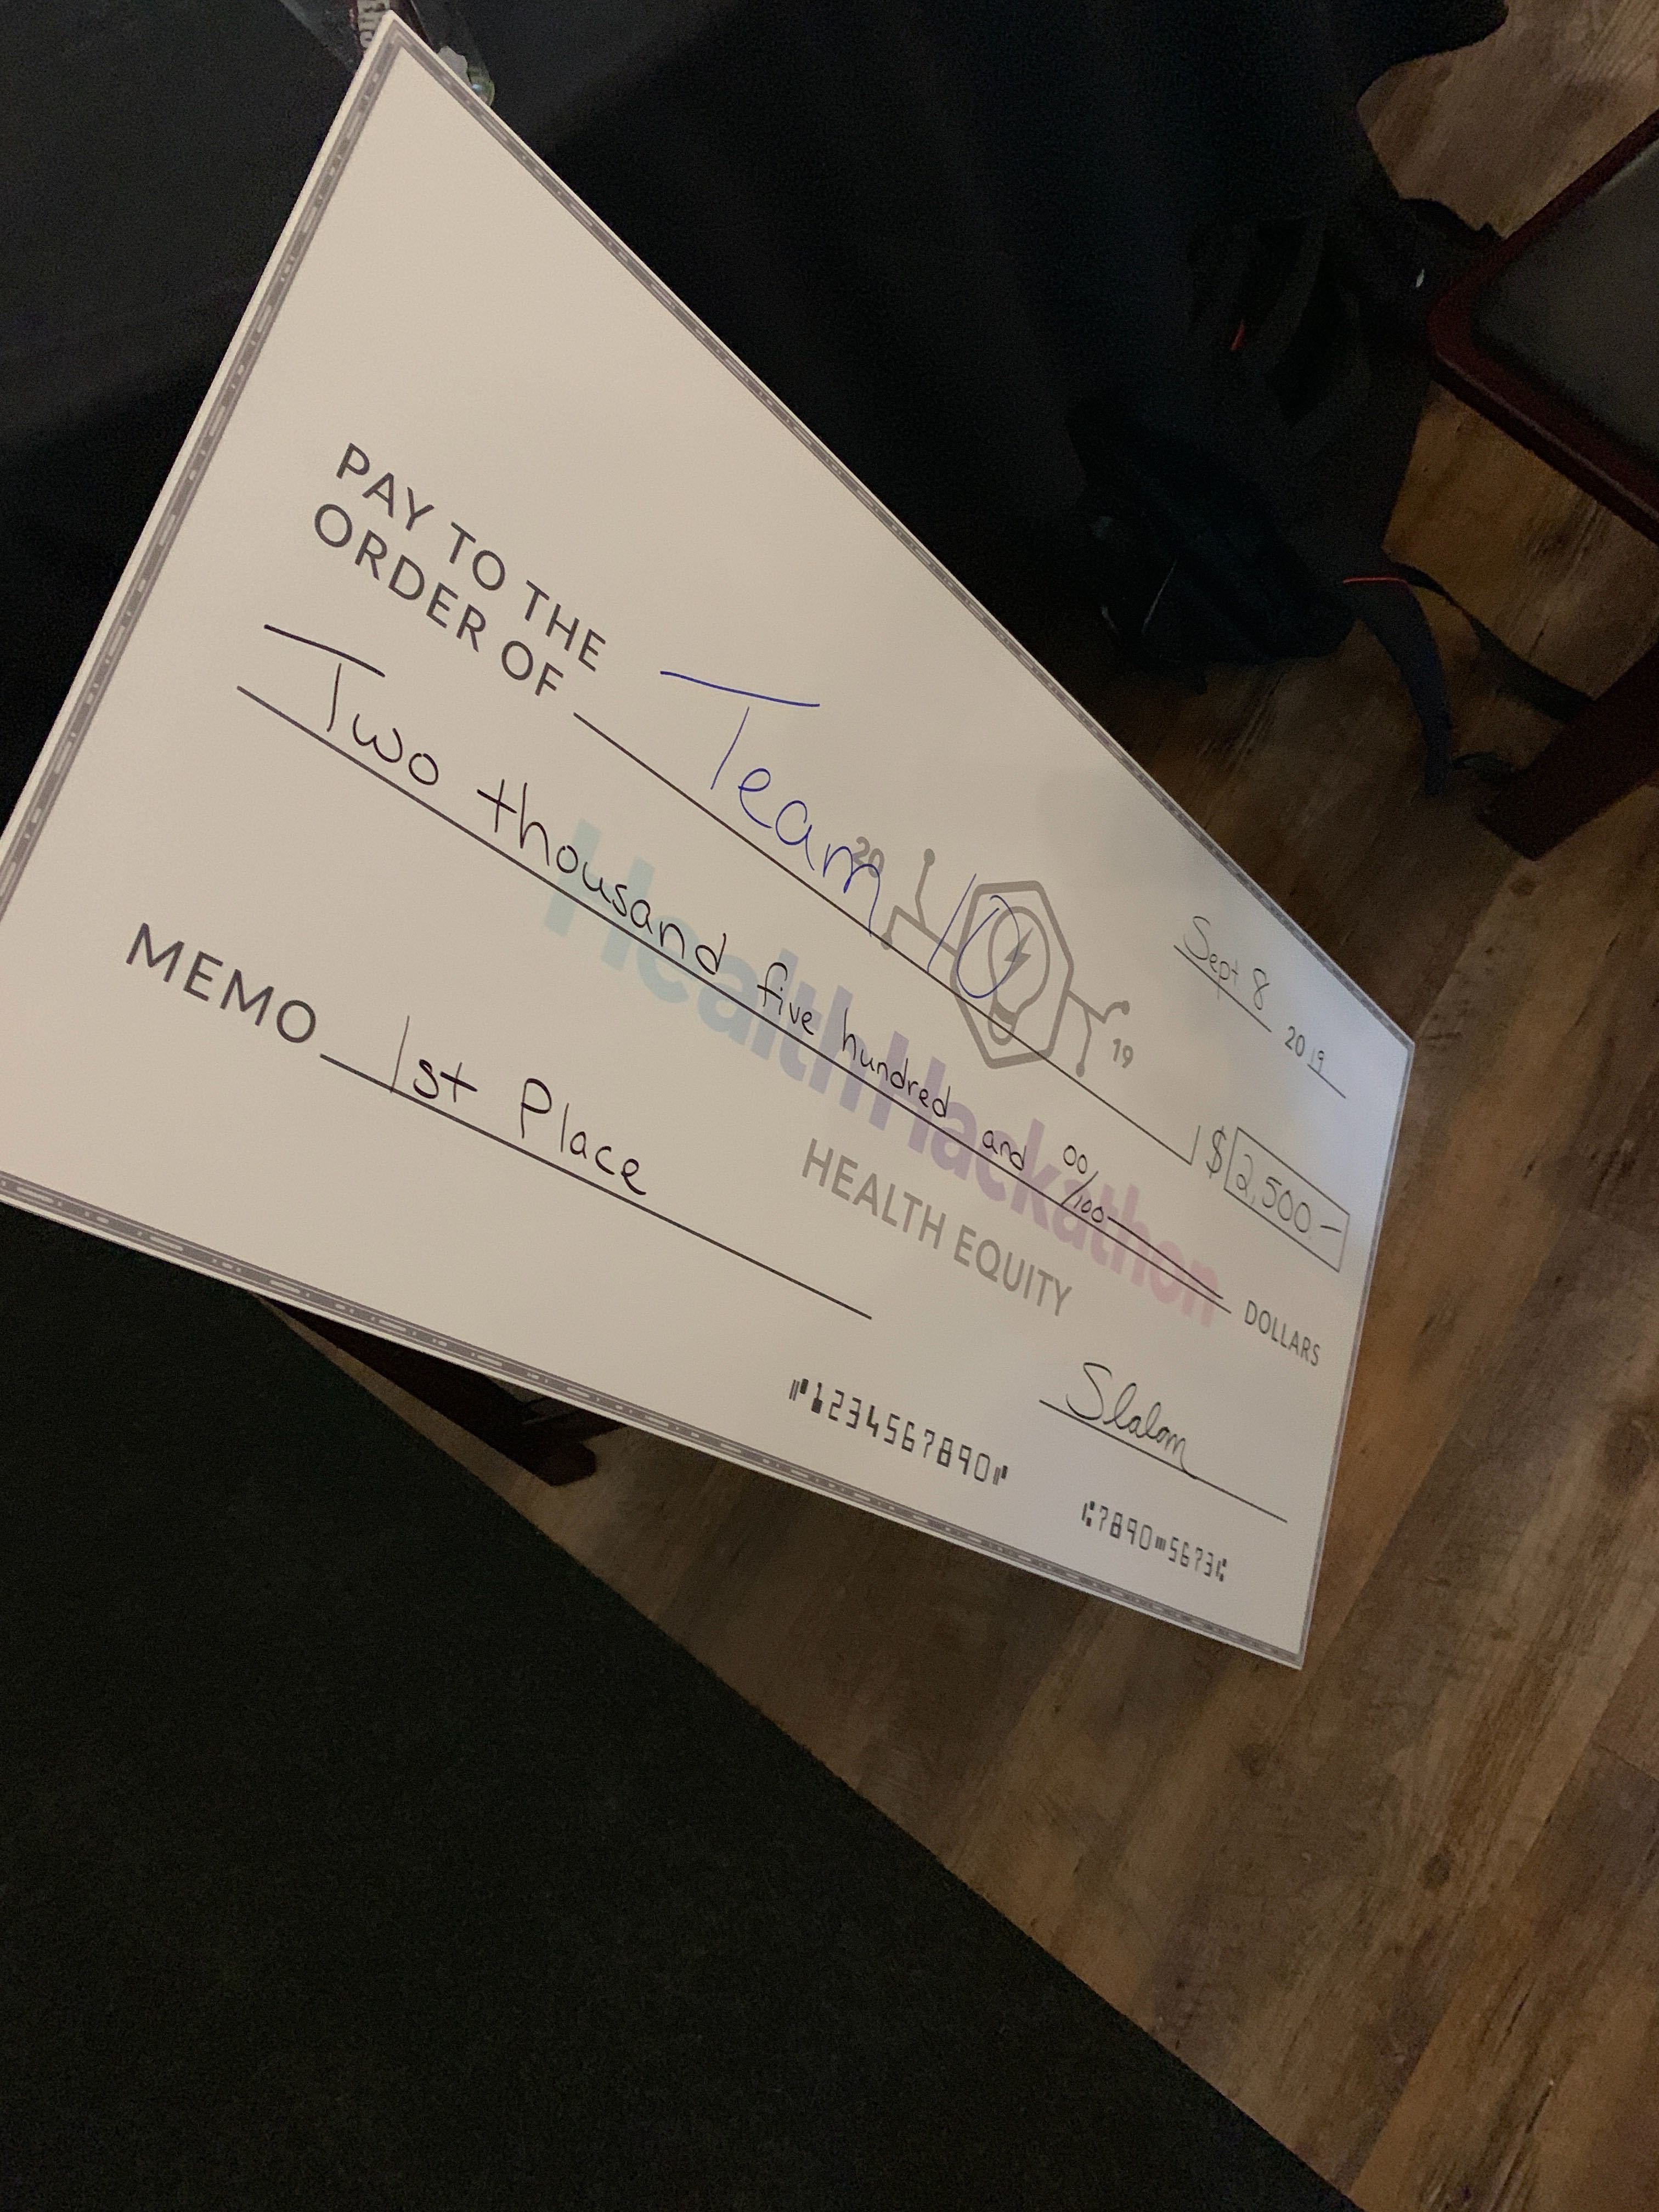 Sept 8 2019
PAY TO THE
ORDER OF Team 10 $ 2,500.-
Two thousand five hundred and 00/100 DOLLARS
20 19
HealthHackathon
HEALTH EQUITY
MEMO 1st Place
Slalom
⑈1234567890⑈ ⑆7890⑉5673⑆